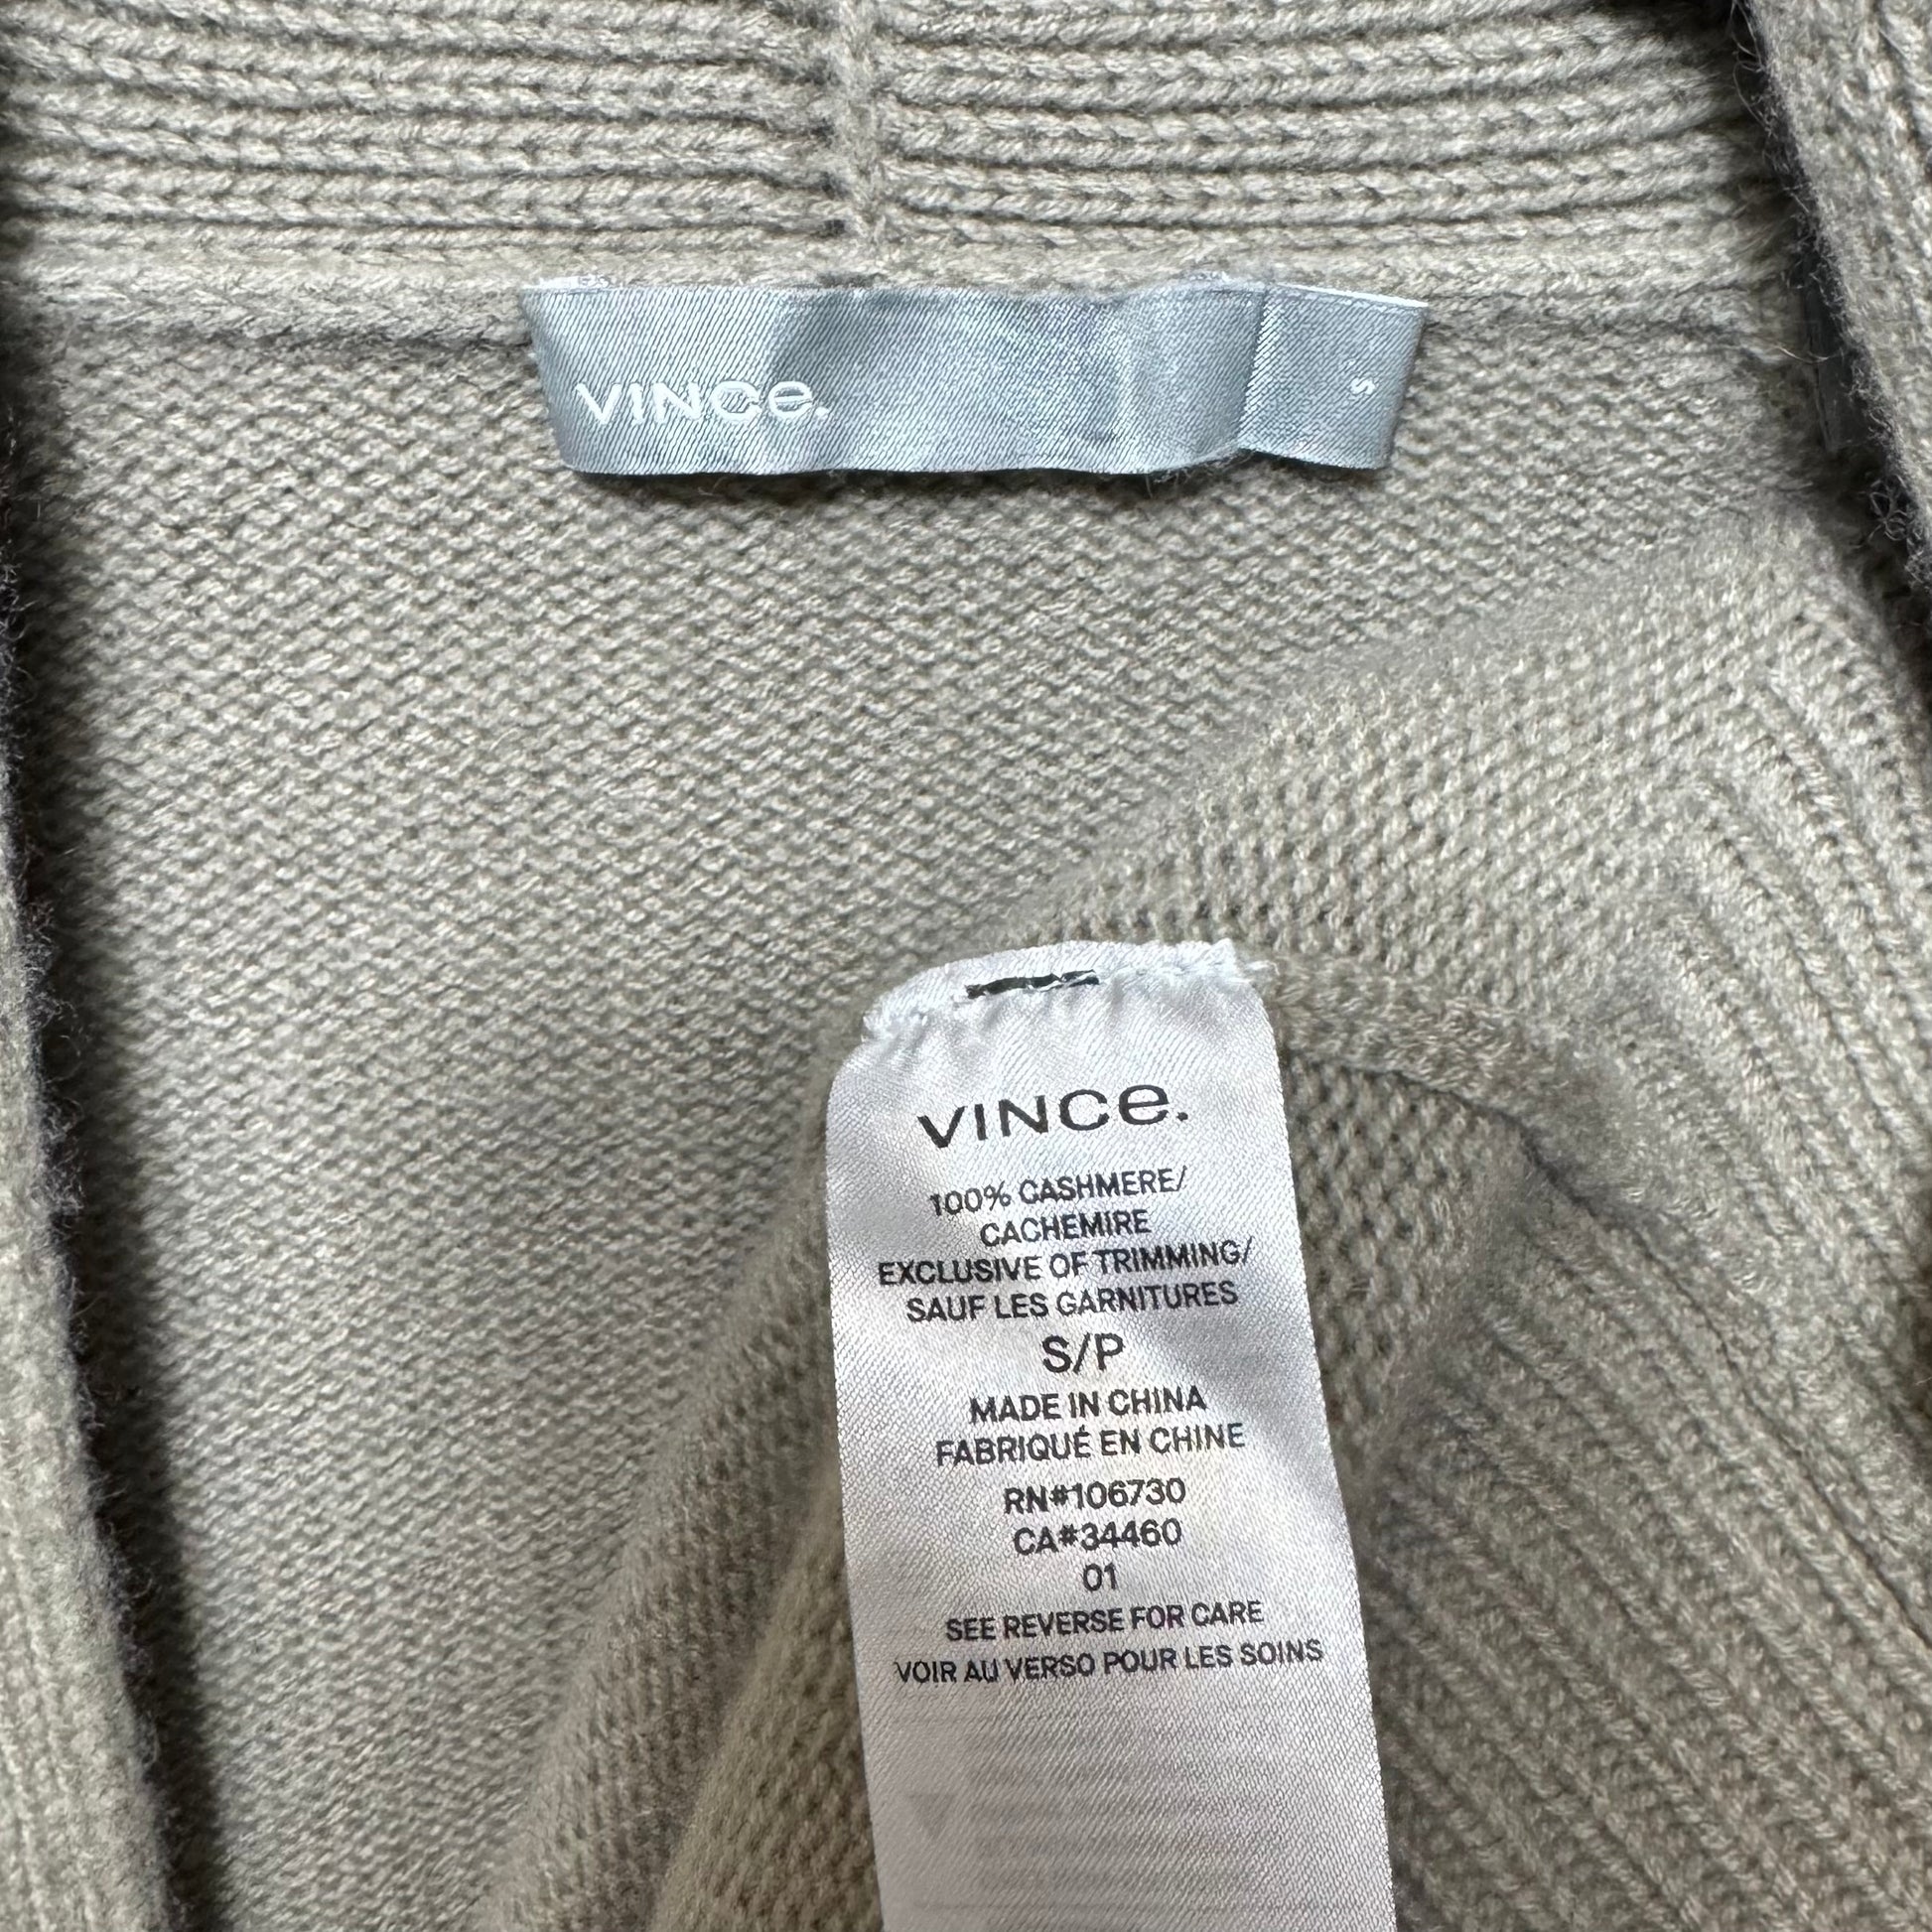 VINCe.
S
VINCe.
100% CASHMERE/
CACHEMIRE
EXCLUSIVE OF TRIMMING/
SAUF LES GARNITURES
S/P
MADE IN CHINA
FABRIQUÉ EN CHINE
RN#106730
CA#34460
01
SEE REVERSE FOR CARE
VOIR AU VERSO POUR LES SOINS